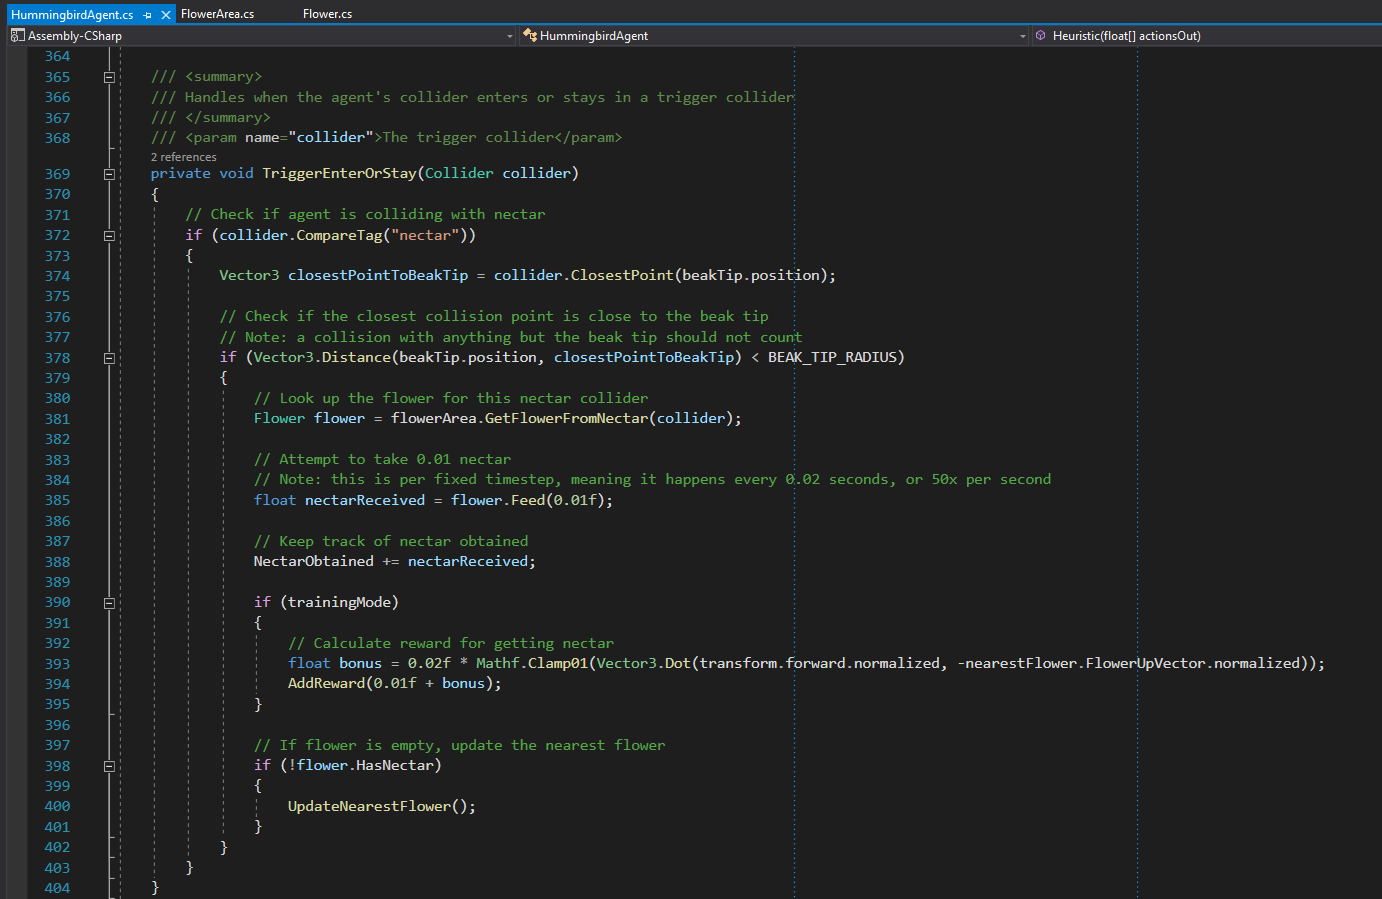 HummingbirdAgent.cs FlowerArea.cs Flower.cs
Assembly-CSharp HummingbirdAgent Heuristic(float[] actionsOut)
364
365 /// <summary>
366 /// Handles when the agent's collider enters or stays in a trigger collider
367 /// </summary>
368 /// <param name="collider">The trigger collider</param>
2 references
369 private void TriggerEnterOrStay(Collider collider)
370 {
371 // Check if agent is colliding with nectar
372 if (collider.CompareTag("nectar"))
373 {
374 Vector3 closestPointToBeakTip = collider.ClosestPoint(beakTip.position);
375
376 // Check if the closest collision point is close to the beak tip
377 // Note: a collision with anything but the beak tip should not count
378 if (Vector3.Distance(beakTip.position, closestPointToBeakTip) < BEAK_TIP_RADIUS)
379 {
380 // Look up the flower for this nectar collider
381 Flower flower = flowerArea.GetFlowerFromNectar(collider);
382
383 // Attempt to take 0.01 nectar
384 // Note: this is per fixed timestep, meaning it happens every 0.02 seconds, or 50x per second
385 float nectarReceived = flower.Feed(0.01f);
386
387 // Keep track of nectar obtained
388 NectarObtained += nectarReceived;
389
390 if (trainingMode)
391 {
392 // Calculate reward for getting nectar
393 float bonus = 0.02f * Mathf.Clamp01(Vector3.Dot(transform.forward.normalized, -nearestFlower.FlowerUpVector.normalized));
394 AddReward(0.01f + bonus);
395 }
396
397 // If flower is empty, update the nearest flower
398 if (!flower.HasNectar)
399 {
400 UpdateNearestFlower();
401 }
402 }
403 }
404 }